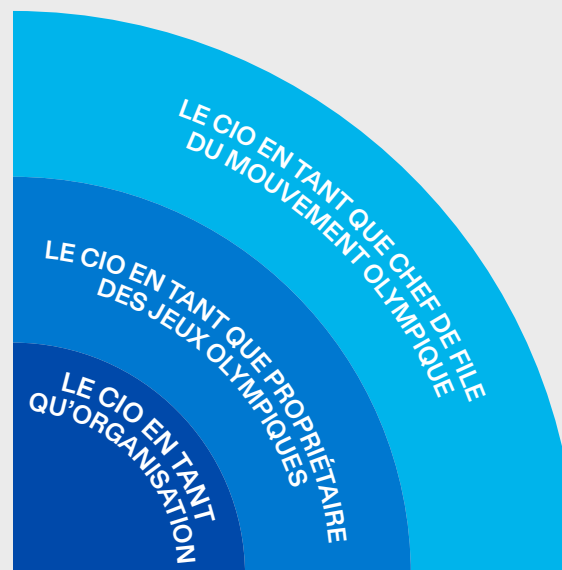 LE CIO EN TANT QUE CHEF DE FILE
DU MOUVEMENT OLYMPIQUE
LE CIO EN TANT QUE PROPRIÉTAIRE
DES JEUX OLYMPIQUES
LE CIO EN TANT
QU'ORGANISATION